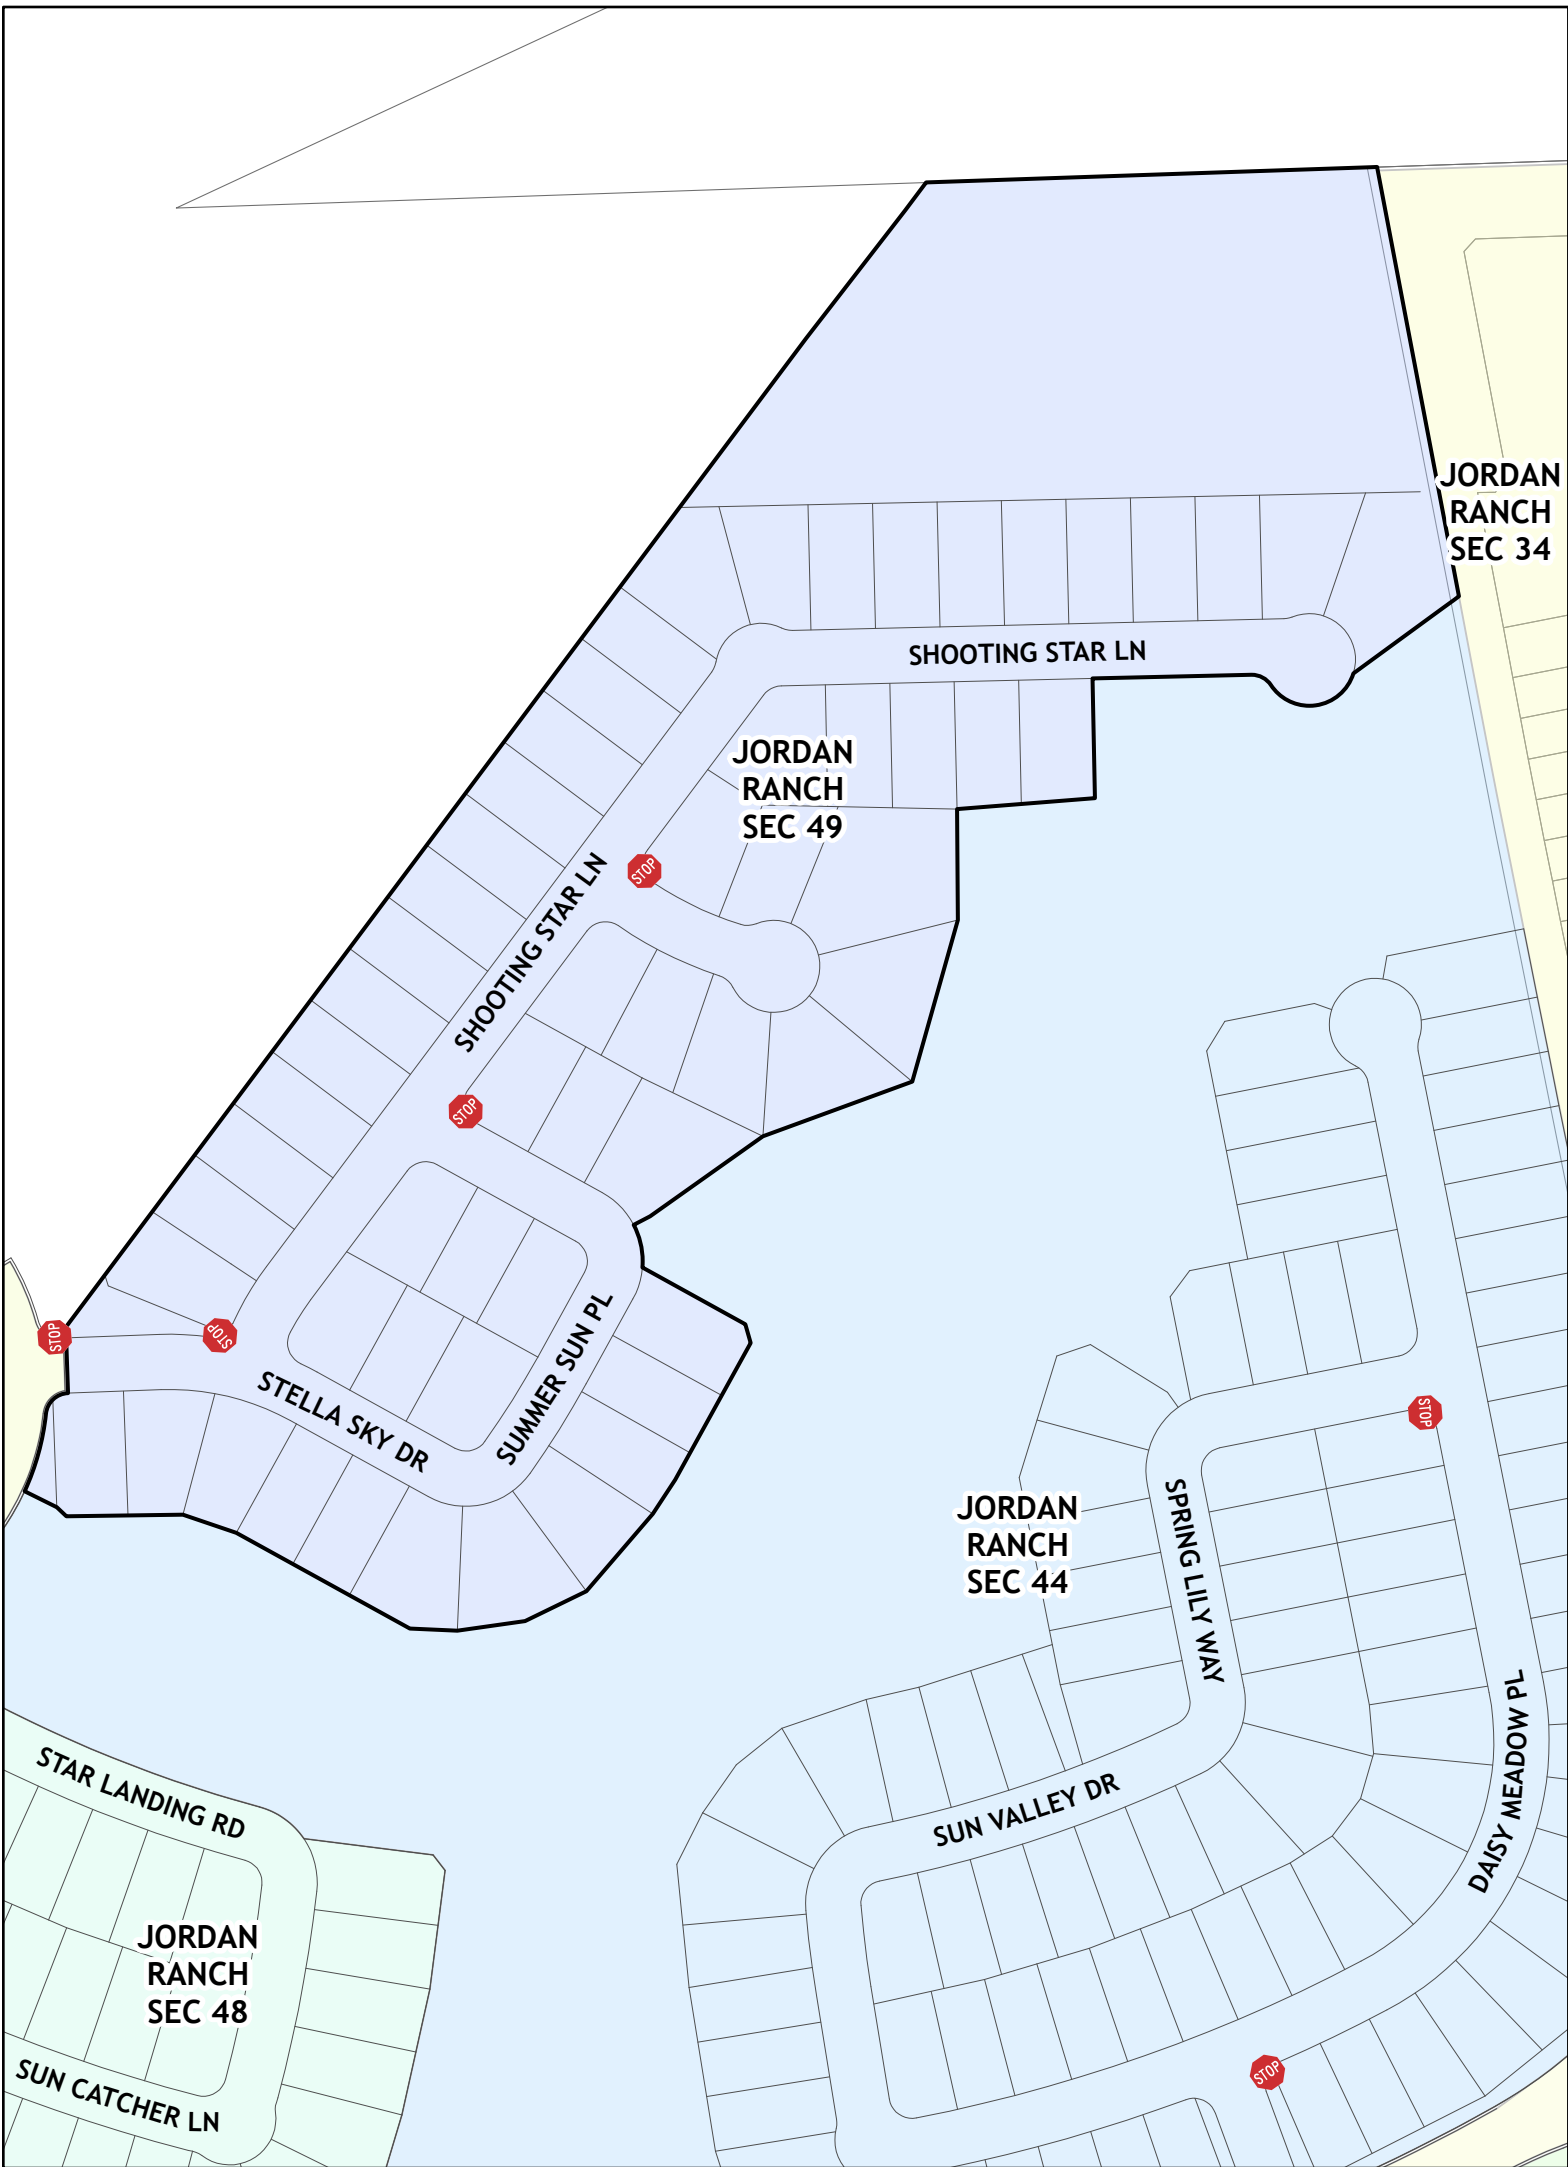 JORDAN
RANCH
SEC 34
SHOOTING STAR LN
JORDAN
RANCH
SEC 49
STOP
SHOOTING STAR LN
STOP
STOP
STOP
STELLA SKY DR
SUMMER SUN PL
STOP
JORDAN
RANCH
SEC 44
SPRING LILY WAY
DAISY MEADOW PL
SUN VALLEY DR
STAR LANDING RD
JORDAN
RANCH
SEC 48
SUN CATCHER LN
STOP